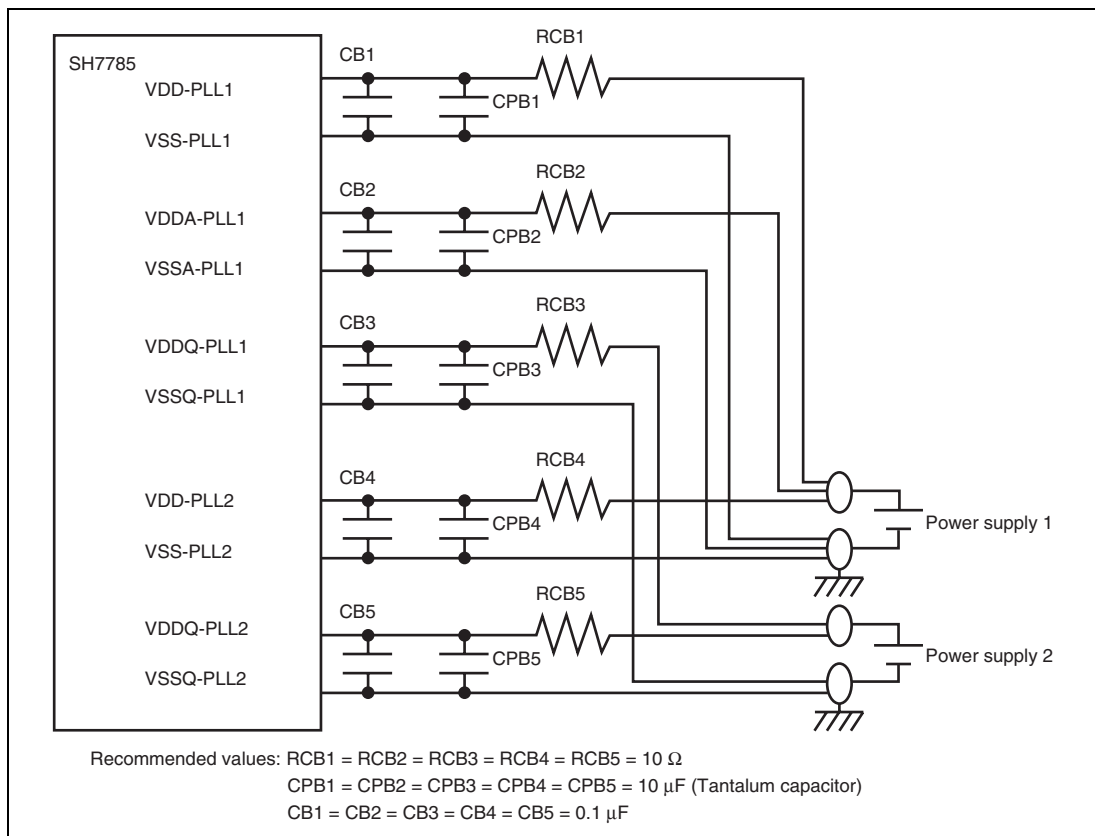 SH7785
CB1
RCB1
VDD-PLL1
CPB1
VSS-PLL1
CB2
RCB2
VDDA-PLL1
CPB2
VSSA-PLL1
CB3
RCB3
VDDQ-PLL1
CPB3
VSSQ-PLL1
CB4
RCB4
VDD-PLL2
CPB4
Power supply 1
VSS-PLL2
CB5
RCB5
VDDQ-PLL2
CPB5
Power supply 2
VSSQ-PLL2
Recommended values: RCB1 = RCB2 = RCB3 = RCB4 = RCB5 = 10 Ω
CPB1 = CPB2 = CPB3 = CPB4 = CPB5 = 10 μF (Tantalum capacitor)
CB1 = CB2 = CB3 = CB4 = CB5 = 0.1 μF